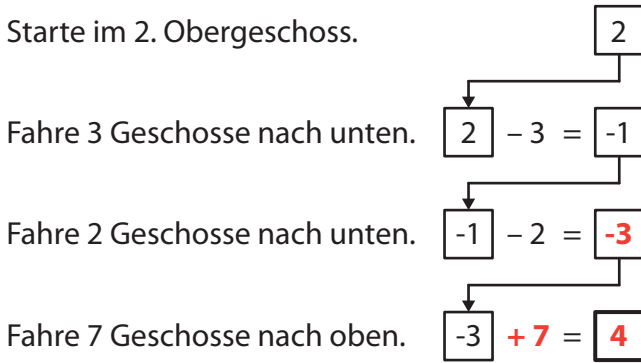 Starte im 2. Obergeschoss. 2
Fahre 3 Geschosse nach unten. 2 – 3 = -1
Fahre 2 Geschosse nach unten. -1 – 2 = -3
Fahre 7 Geschosse nach oben. -3 + 7 = 4